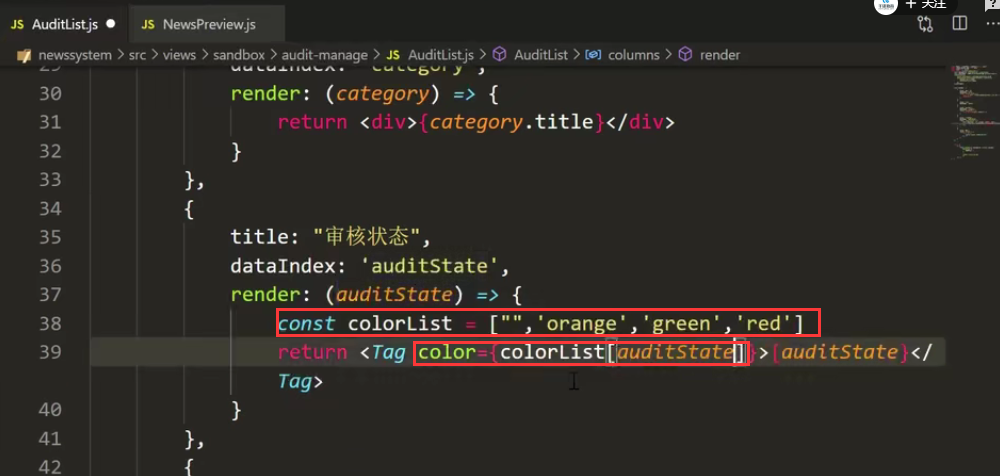 JS AuditList.js ● JS NewsPreview.js
+ 关注
newssystem > src > views > sandbox > audit-manage > JS AuditList.js > AuditList > columns > render
29 dataIndex: 'category',
30 render: (category) => {
31 return <div>{category.title}</div>
32 }
33 },
34 {
35 title: "审核状态",
36 dataIndex: 'auditState',
37 render: (auditState) => {
38 const colorList = ["",'orange','green','red']
39 return <Tag color={colorList[auditState]}>[auditState}</
Tag>
40 }
41 },
42 {